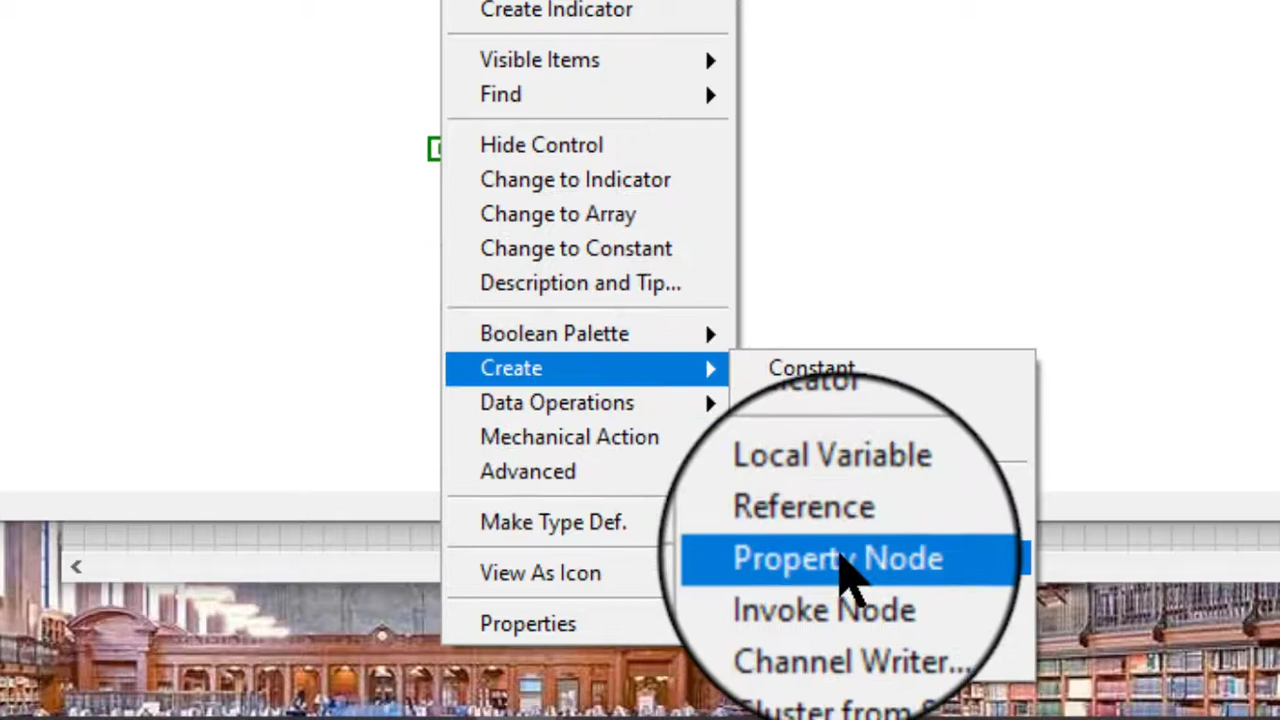 Create Indicator
Visible Items
Find
Hide Control
Change to Indicator
Change to Array
Change to Constant
Description and Tip...
Boolean Palette
Create
Data Operations
Mechanical Action
Advanced
Make Type Def.
View As Icon
Properties
Constant
Local Variable
Reference
Property Node
Invoke Node
Channel Writer...
Cluster from